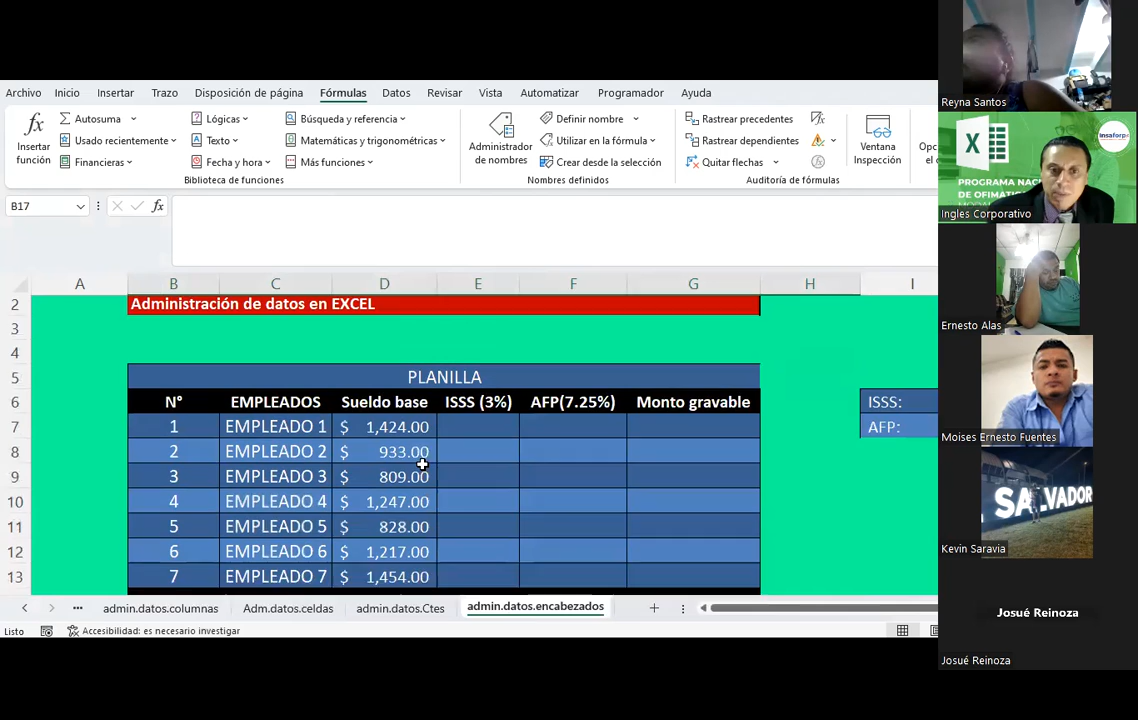 Archivo Inicio Insertar Trazo Disposición de página Fórmulas Datos Revisar Vista Automatizar Programador Ayuda
Insertar función
Autosuma
Usado recientemente
Financieras
Lógicas
Texto
Fecha y hora
Búsqueda y referencia
Matemáticas y trigonométricas
Más funciones
Biblioteca de funciones
Administrador de nombres
Definir nombre
Utilizar en la fórmula
Crear desde la selección
Nombres definidos
Rastrear precedentes
Rastrear dependientes
Quitar flechas
Auditoría de fórmulas
Ventana Inspección
B17
fx
A B C D E F G H I
2 Administración de datos en EXCEL
3
4
5 PLANILLA
6 N° EMPLEADOS Sueldo base ISSS (3%) AFP(7.25%) Monto gravable ISSS:
7 1 EMPLEADO 1 $ 1,424.00 AFP:
8 2 EMPLEADO 2 $ 933.00
9 3 EMPLEADO 3 $ 809.00
10 4 EMPLEADO 4 $ 1,247.00
11 5 EMPLEADO 5 $ 828.00
12 6 EMPLEADO 6 $ 1,217.00
13 7 EMPLEADO 7 $ 1,454.00
... admin.datos.columnas Adm.datos.celdas admin.datos.Ctes admin.datos.encabezados
Listo Accesibilidad: es necesario investigar
Reyna Santos
X
insaforp
PROGRAMA
DE OFIMÁTI
Ingles Corporativo
Ernesto Alas
Moises Ernesto Fuentes
SALVADOR
Kevin Saravia
Josué Reinoza
Josué Reinoza